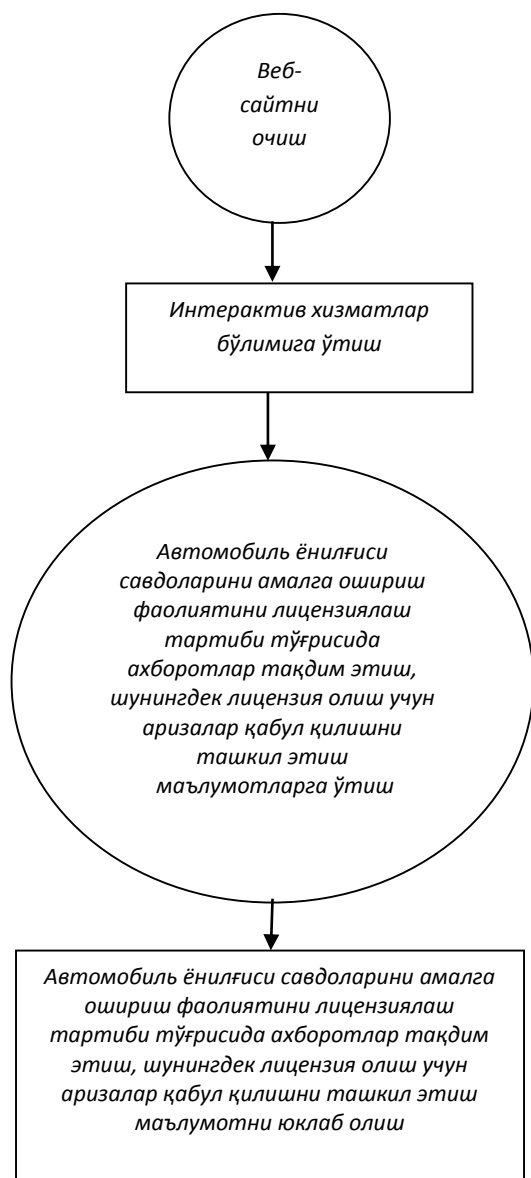 Веб-
сайтни
очиш
Интерактив хизматлар
бўлимига ўтиш
Автомобиль ёнилғиси
савдоларини амалга ошириш
фаолиятини лицензиялаш
тартиби тўғрисида
ахборотлар тақдим этиш,
шунингдек лицензия олиш учун
аризалар қабул қилишни
ташкил этиш
маълумотларга ўтиш
Автомобиль ёнилғиси савдоларини амалга
ошириш фаолиятини лицензиялаш
тартиби тўғрисида ахборотлар тақдим
этиш, шунингдек лицензия олиш учун
аризалар қабул қилишни ташкил этиш
маълумотни юклаб олиш